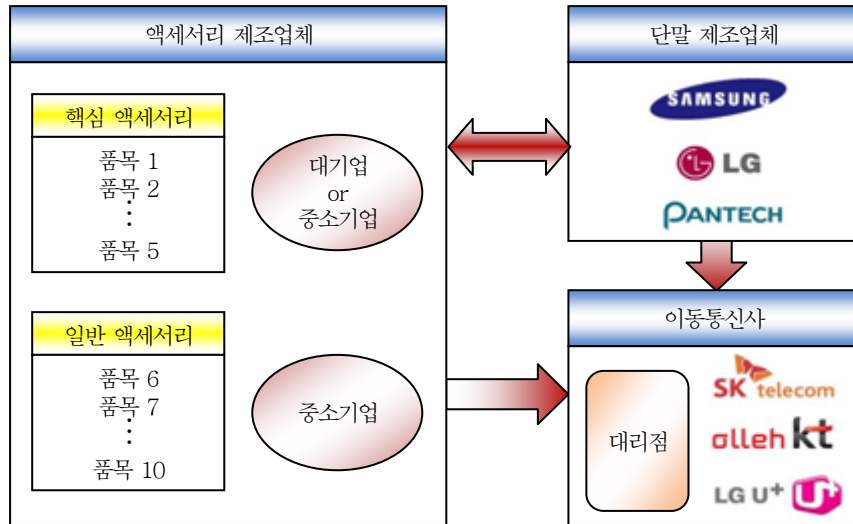 액세서리 제조업체
핵심 액세서리
품목 1
품목 2
⋮
품목 5
대기업
or
중소기업
일반 액세서리
품목 6
품목 7
⋮
품목 10
중소기업
단말 제조업체
SAMSUNG
LG
PANTECH
이동통신사
대리점
SK telecom
olleh kt
LG U+ U+